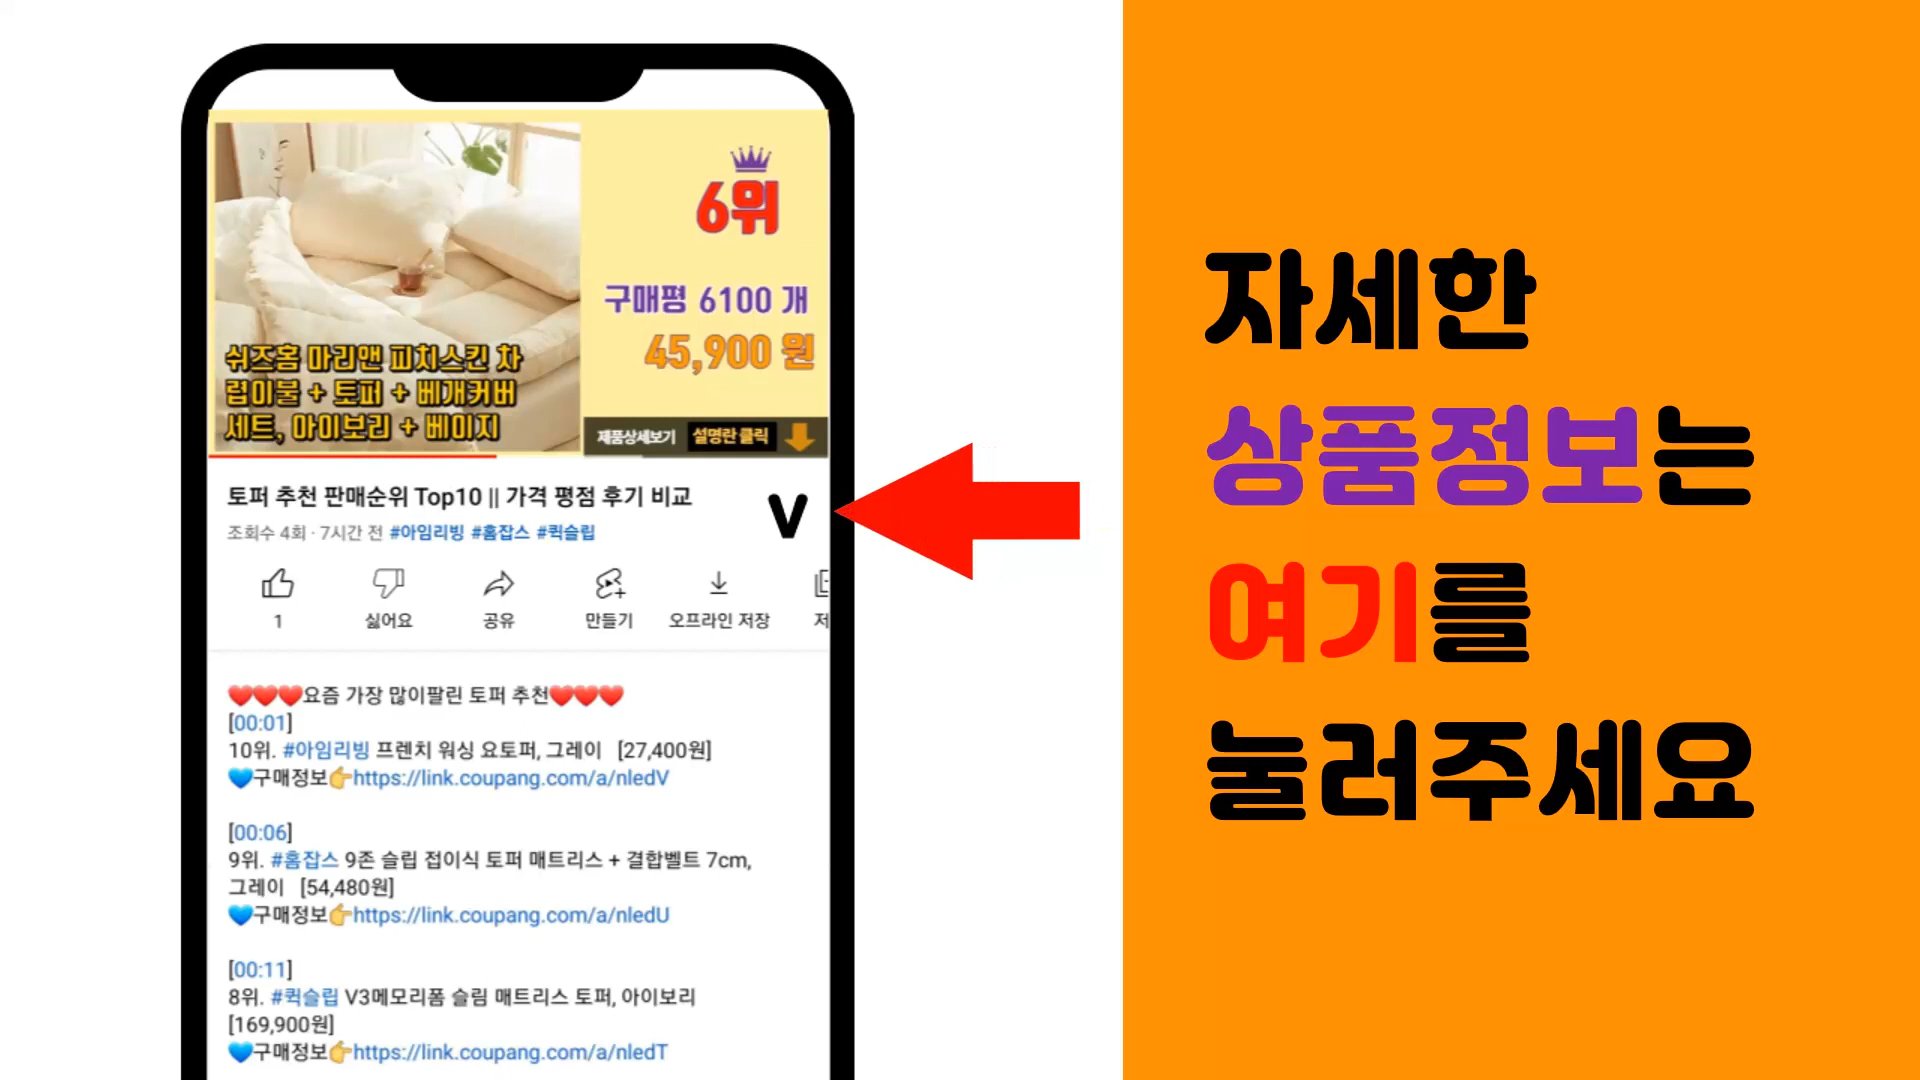 6위
구매평 6100 개
45,900 원
쉬즈홈 마리앤 피치스킨 차
렵이불 + 토퍼 + 베개커버
세트, 아이보리 + 베이지
제품상세보기 설명란 클릭
토퍼 추천 판매순위 Top10 || 가격 평점 후기 비교
V
조회수 4회 · 7시간 전 #아임리빙 #홈잡스 #퀵슬립
1 싫어요 공유 만들기 오프라인 저장 저
❤️❤️❤️요즘 가장 많이팔린 토퍼 추천❤️❤️❤️
[00:01]
10위. #아임리빙 프렌치 워싱 요토퍼, 그레이 [27,400원]
💙구매정보👉https://link.coupang.com/a/nledV
[00:06]
9위. #홈잡스 9존 슬립 접이식 토퍼 매트리스 + 결합벨트 7cm,
그레이 [54,480원]
💙구매정보👉https://link.coupang.com/a/nledU
[00:11]
8위. #퀵슬립 V3메모리폼 슬림 매트리스 토퍼, 아이보리
[169,900원]
💙구매정보👉https://link.coupang.com/a/nledT
자세한
상품정보는
여기를
눌러주세요